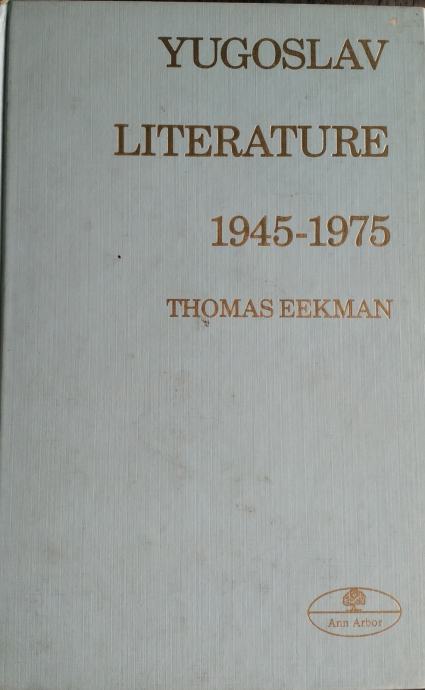 YUGOSLAV
LITERATURE
1945-1975
THOMAS EEKMAN
Ann Arbor